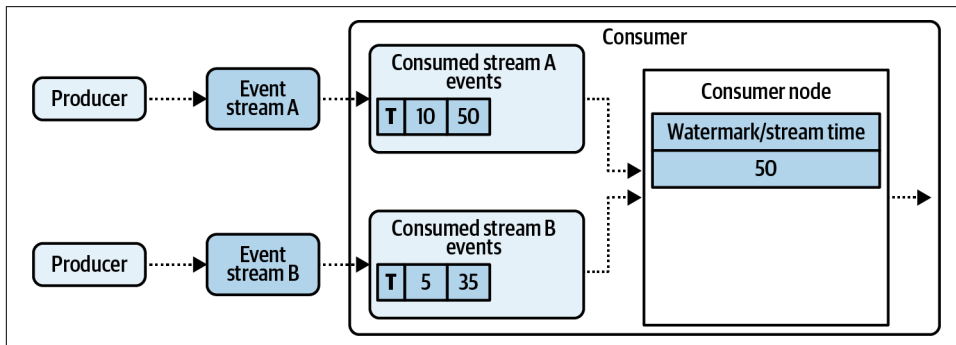 Consumer
Producer
Event
stream A
Consumed stream A
events
T 10 50
Consumer node
Watermark/stream time
50
Producer
Event
stream B
Consumed stream B
events
T 5 35